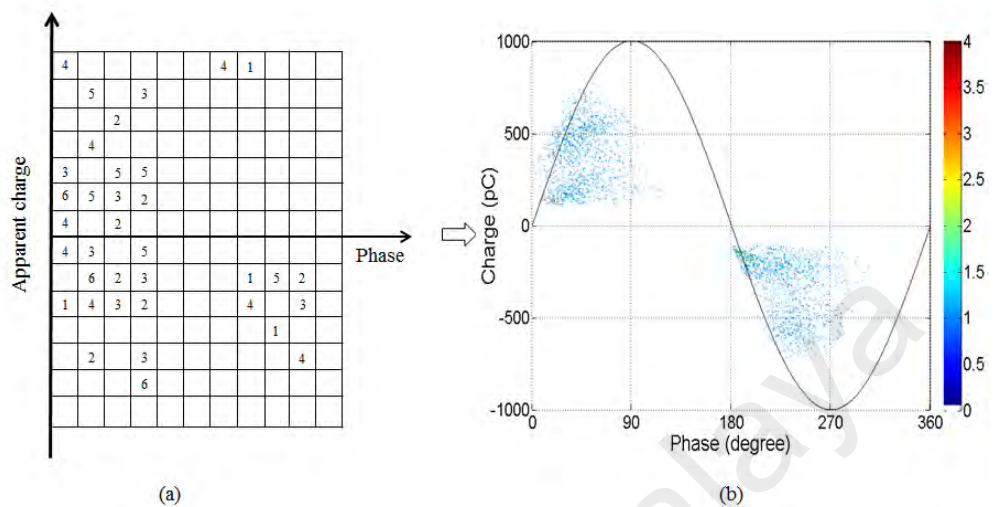 4 4 1
5 3
2
4
3 5 5
6 5 3 2
4 2
4 3 5
6 2 3 1 5 2
1 4 3 2 4 3
1
2 3 4
6
Apparent charge
Phase
(a)
1000
500
0
-500
-1000
Charge (pC)
0 90 180 270 360
Phase (degree)
4
3.5
3
2.5
2
1.5
1
0.5
0
(b)
alaya